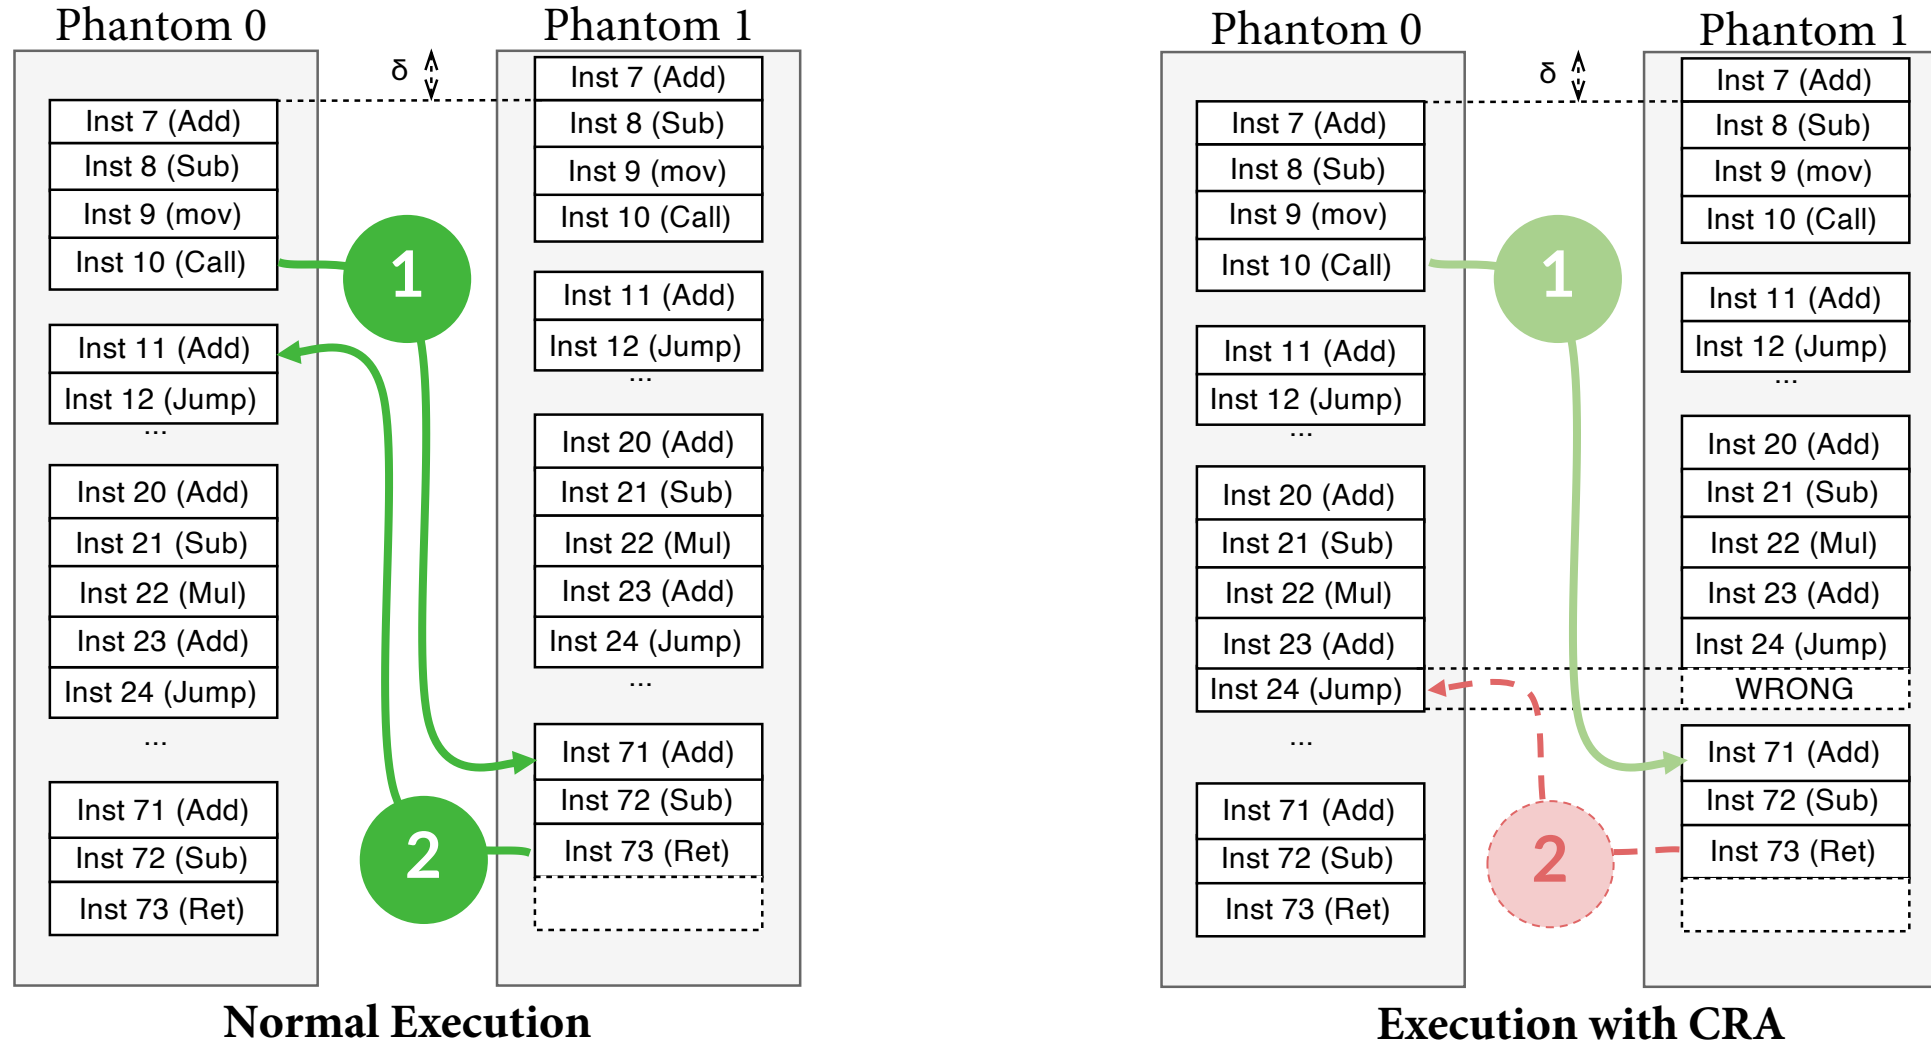 Phantom 0
Inst 7 (Add)
Inst 8 (Sub)
Inst 9 (mov)
Inst 10 (Call)
Inst 11 (Add)
Inst 12 (Jump)
...
Inst 20 (Add)
Inst 21 (Sub)
Inst 22 (Mul)
Inst 23 (Add)
Inst 24 (Jump)
...
Inst 71 (Add)
Inst 72 (Sub)
Inst 73 (Ret)
δ
1
2
Phantom 1
Inst 7 (Add)
Inst 8 (Sub)
Inst 9 (mov)
Inst 10 (Call)
Inst 11 (Add)
Inst 12 (Jump)
...
Inst 20 (Add)
Inst 21 (Sub)
Inst 22 (Mul)
Inst 23 (Add)
Inst 24 (Jump)
...
Inst 71 (Add)
Inst 72 (Sub)
Inst 73 (Ret)
Normal Execution
Phantom 0
Inst 7 (Add)
Inst 8 (Sub)
Inst 9 (mov)
Inst 10 (Call)
Inst 11 (Add)
Inst 12 (Jump)
...
Inst 20 (Add)
Inst 21 (Sub)
Inst 22 (Mul)
Inst 23 (Add)
Inst 24 (Jump)
...
Inst 71 (Add)
Inst 72 (Sub)
Inst 73 (Ret)
δ
1
2
Phantom 1
Inst 7 (Add)
Inst 8 (Sub)
Inst 9 (mov)
Inst 10 (Call)
Inst 11 (Add)
Inst 12 (Jump)
...
Inst 20 (Add)
Inst 21 (Sub)
Inst 22 (Mul)
Inst 23 (Add)
Inst 24 (Jump)
WRONG
Inst 71 (Add)
Inst 72 (Sub)
Inst 73 (Ret)
Execution with CRA